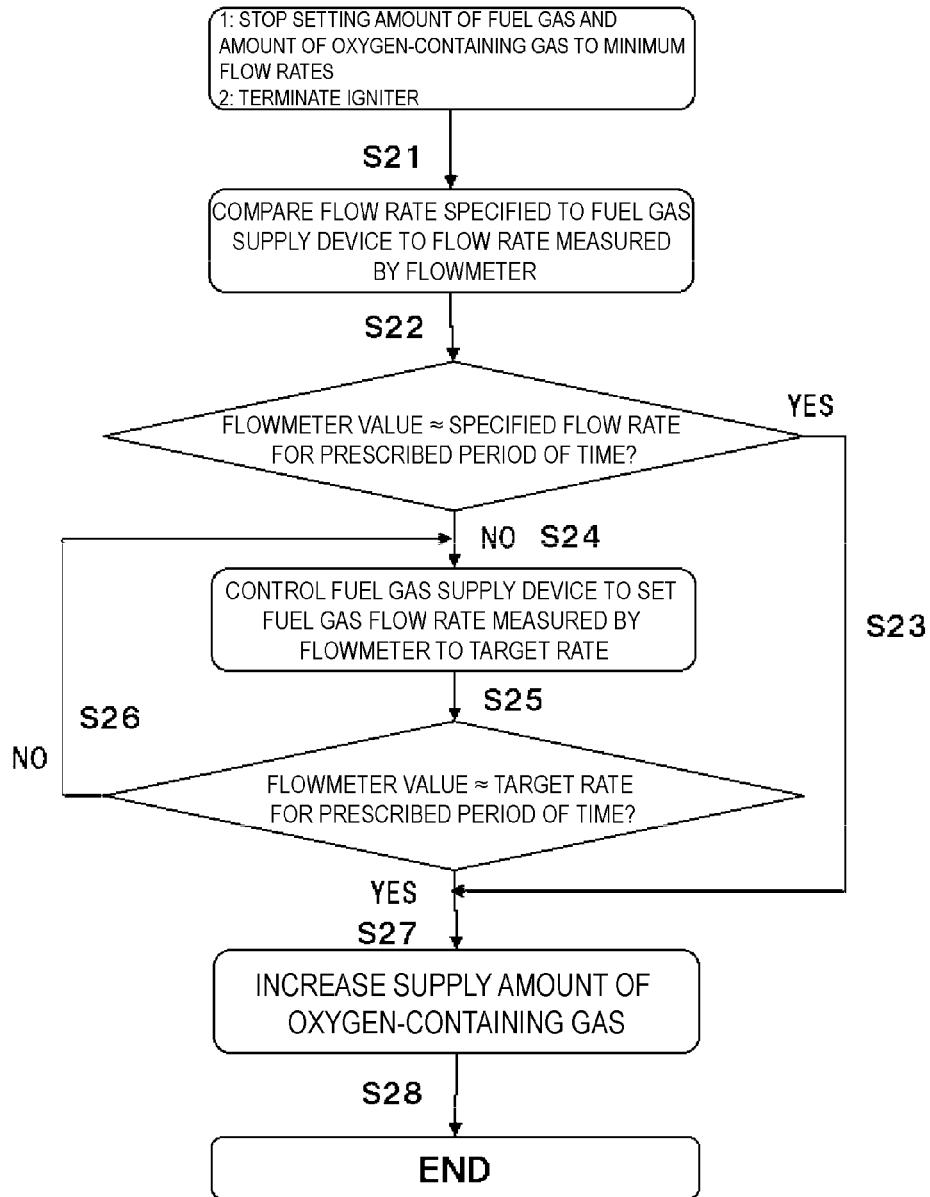 1: STOP SETTING AMOUNT OF FUEL GAS AND
AMOUNT OF OXYGEN-CONTAINING GAS TO MINIMUM
FLOW RATES
2: TERMINATE IGNITER
S21
COMPARE FLOW RATE SPECIFIED TO FUEL GAS
SUPPLY DEVICE TO FLOW RATE MEASURED
BY FLOWMETER
S22
YES
FLOWMETER VALUE ≈ SPECIFIED FLOW RATE
FOR PRESCRIBED PERIOD OF TIME?
NO S24
CONTROL FUEL GAS SUPPLY DEVICE TO SET
FUEL GAS FLOW RATE MEASURED BY
FLOWMETER TO TARGET RATE
S23
S25
S26
NO
FLOWMETER VALUE ≈ TARGET RATE
FOR PRESCRIBED PERIOD OF TIME?
YES
S27
INCREASE SUPPLY AMOUNT OF
OXYGEN-CONTAINING GAS
S28
END